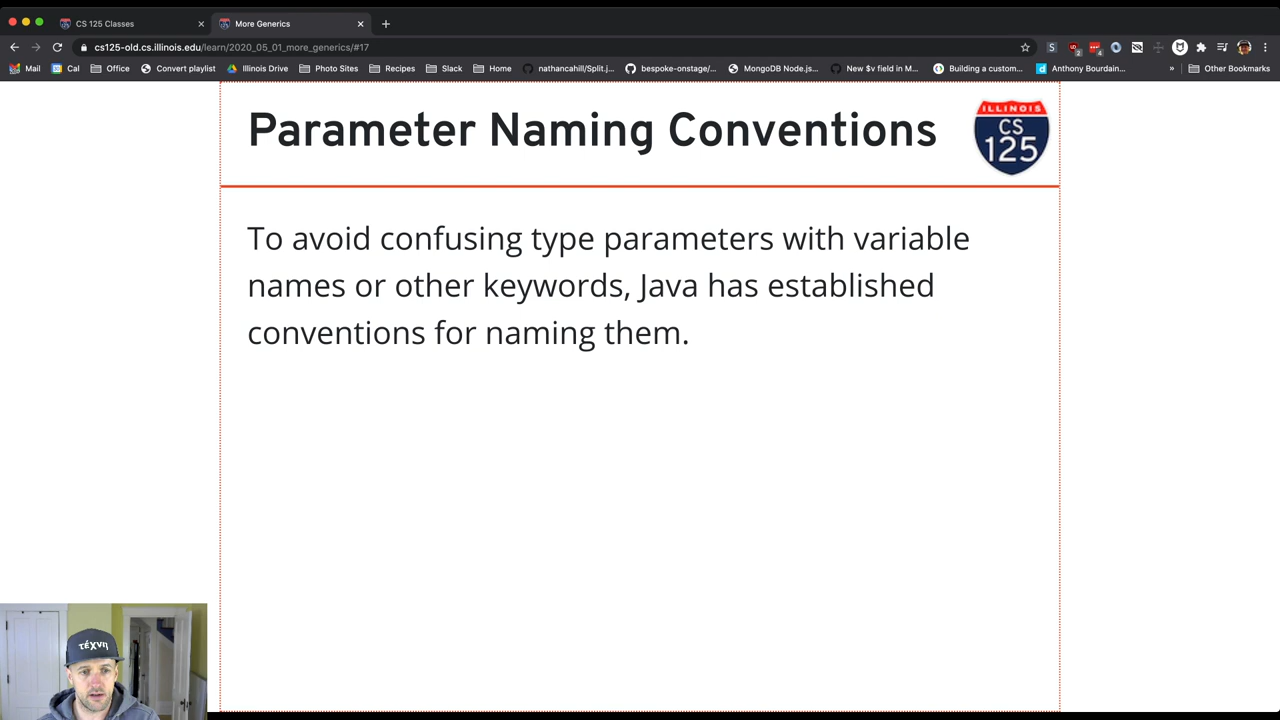 CS 125 Classes
More Generics
cs125-old.cs.illinois.edu/learn/2020_05_01_more_generics/#17
Mail
Cal
Office
Convert playlist
Illinois Drive
Photo Sites
Recipes
Slack
Home
nathancahill/Split.j...
bespoke-onstage/...
MongoDB Node.js...
New $v field in M...
Building a custom...
Anthony Bourdain...
»
Other Bookmarks
Parameter Naming Conventions
ILLINOIS
CS
125
To avoid confusing type parameters with variable
names or other keywords, Java has established
conventions for naming them.
TÉXVN